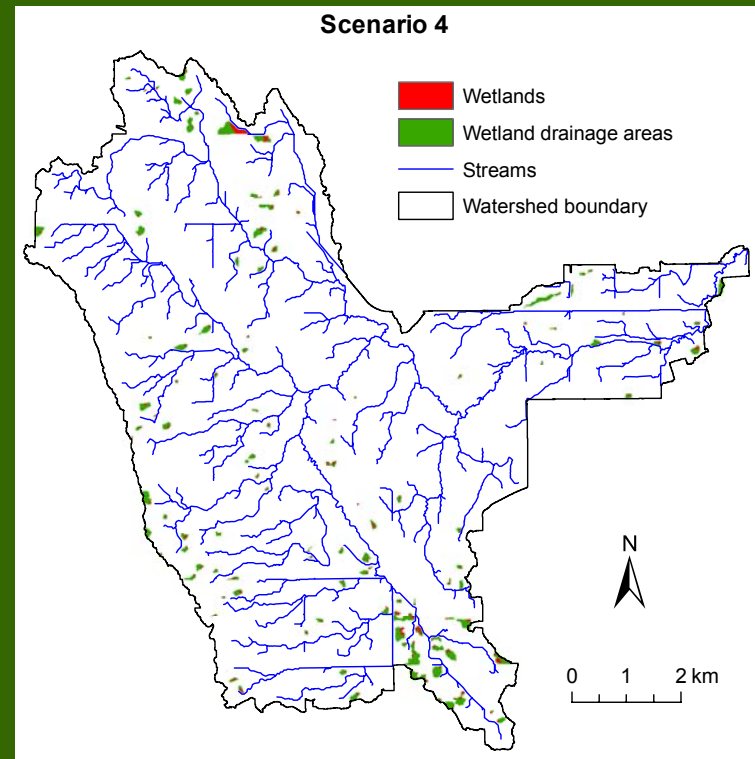 Scenario 4
Wetlands
Wetland drainage areas
Streams
Watershed boundary
N
0 1 2 km